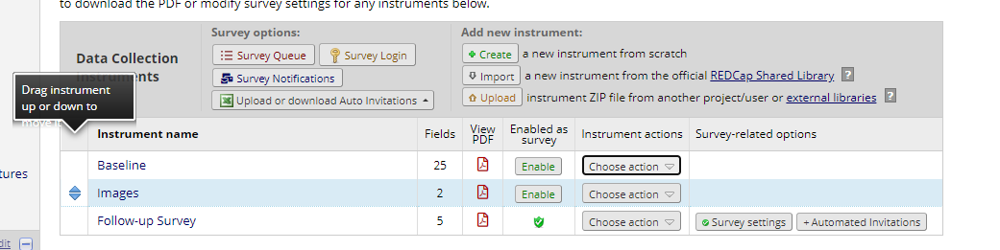 to download the PDF or modify survey settings for any instruments below.
Survey options:
Add new instrument:
Data Collection
Instruments
Survey Queue
Survey Login
Survey Notifications
Upload or download Auto Invitations
Create a new instrument from scratch
Import a new instrument from the official REDCap Shared Library ?
Upload instrument ZIP file from another project/user or external libraries ?
Drag instrument
up or down to
move it
Instrument name Fields View PDF Enabled as survey Instrument actions Survey-related options
Baseline 25 Enable Choose action
Images 2 Enable Choose action
Follow-up Survey 5 Choose action Survey settings + Automated Invitations
tures
dit